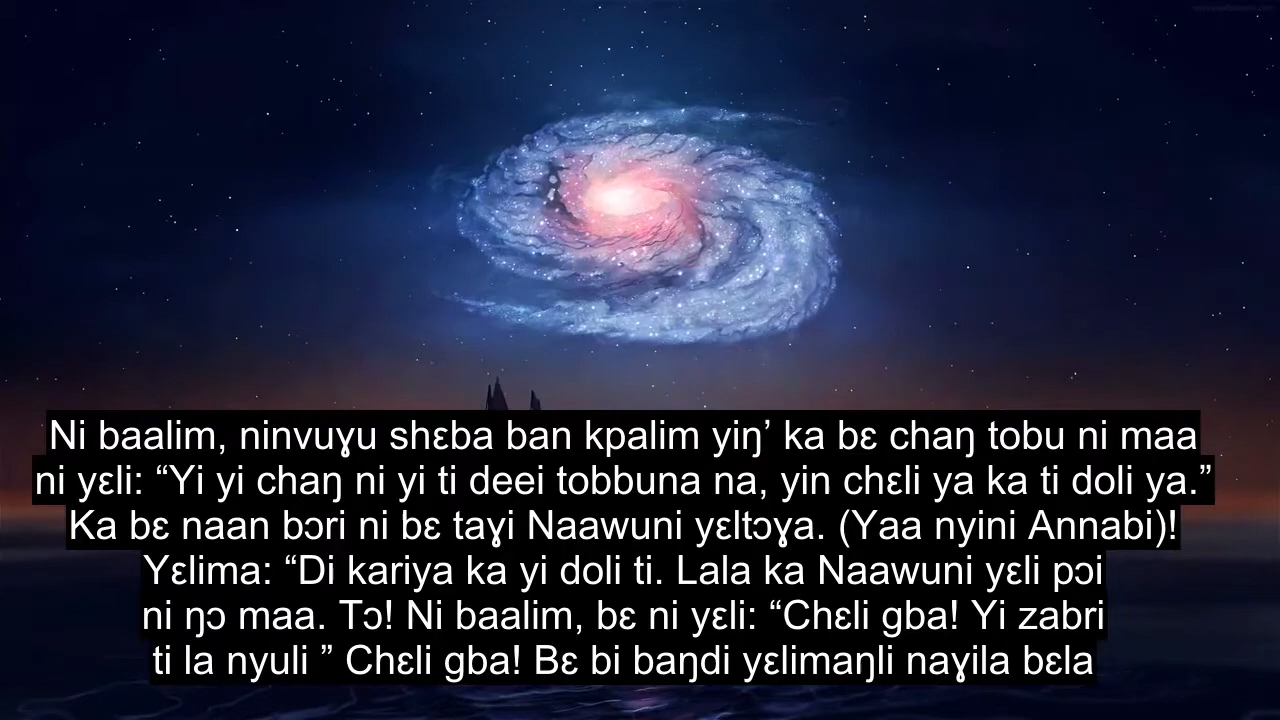 Ni baalim, ninvuɣu shɛba ban kpalim yiŋ’ ka bɛ chaŋ tobu ni maa
ni yɛli: “Yi yi chaŋ ni yi ti deei tobbuna na, yin chɛli ya ka ti doli ya.”
Ka bɛ naan bɔri ni bɛ taɣi Naawuni yɛltɔɣa. (Yaa nyini Annabi)!
Yɛlima: “Di kariya ka yi doli ti. Lala ka Naawuni yɛli pɔi
ni ŋɔ maa. Tɔ! Ni baalim, bɛ ni yɛli: “Chɛli gba! Yi zabri
ti la nyuli ” Chɛli gba! Bɛ bi baŋdi yɛlimaŋli naɣila bɛla